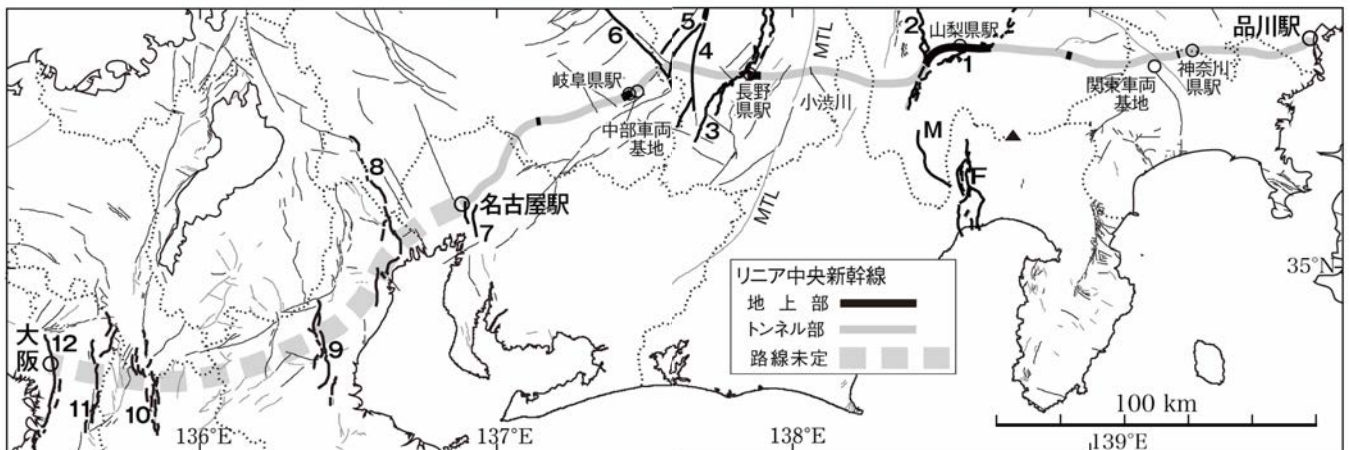 6
5
4
MTL
2
山梨県駅
品川駅
1
岐阜県駅
長野
県駅
小渋川
関東車両
基地
神奈川
県駅
中部車両
基地
3
M
F
8
名古屋駅
7
MTL
35°N
リニア中央新幹線
地上部
トンネル部
路線未定
大
阪
12
9
11
10
100 km
136°E
137°E
138°E
139°E